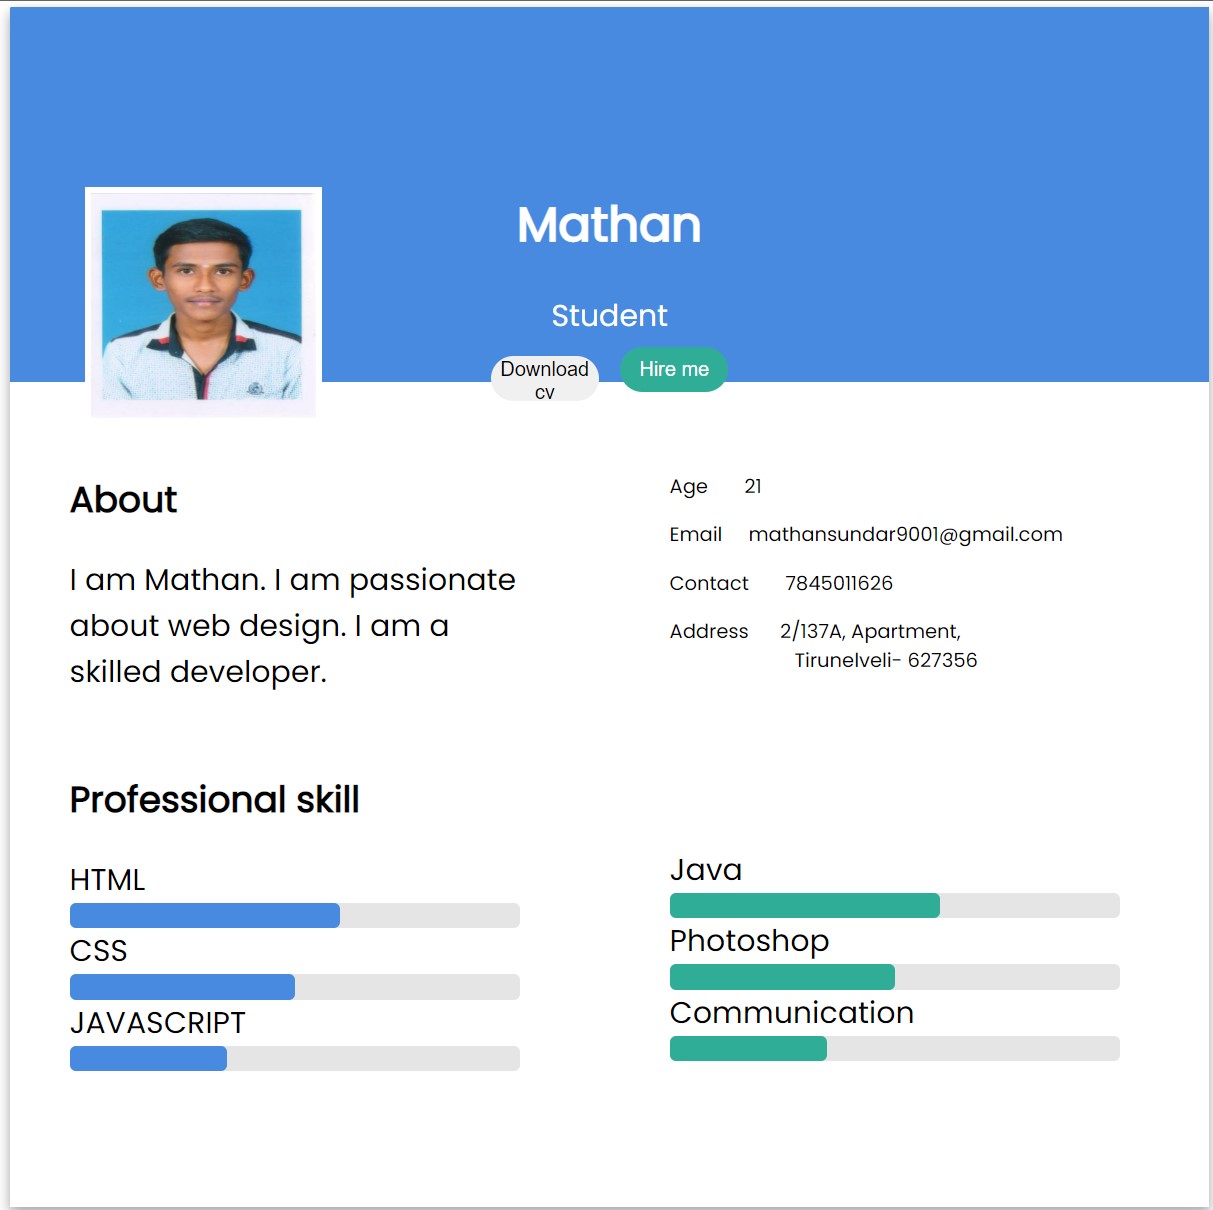 Mathan
Student
Download
cv
Hire me
About
I am Mathan. I am passionate
about web design. I am a
skilled developer.
Age 21
Email mathansundar9001@gmail.com
Contact 7845011626
Address 2/137A, Apartment,
Tirunelveli- 627356
Professional skill
HTML
CSS
JAVASCRIPT
Java
Photoshop
Communication